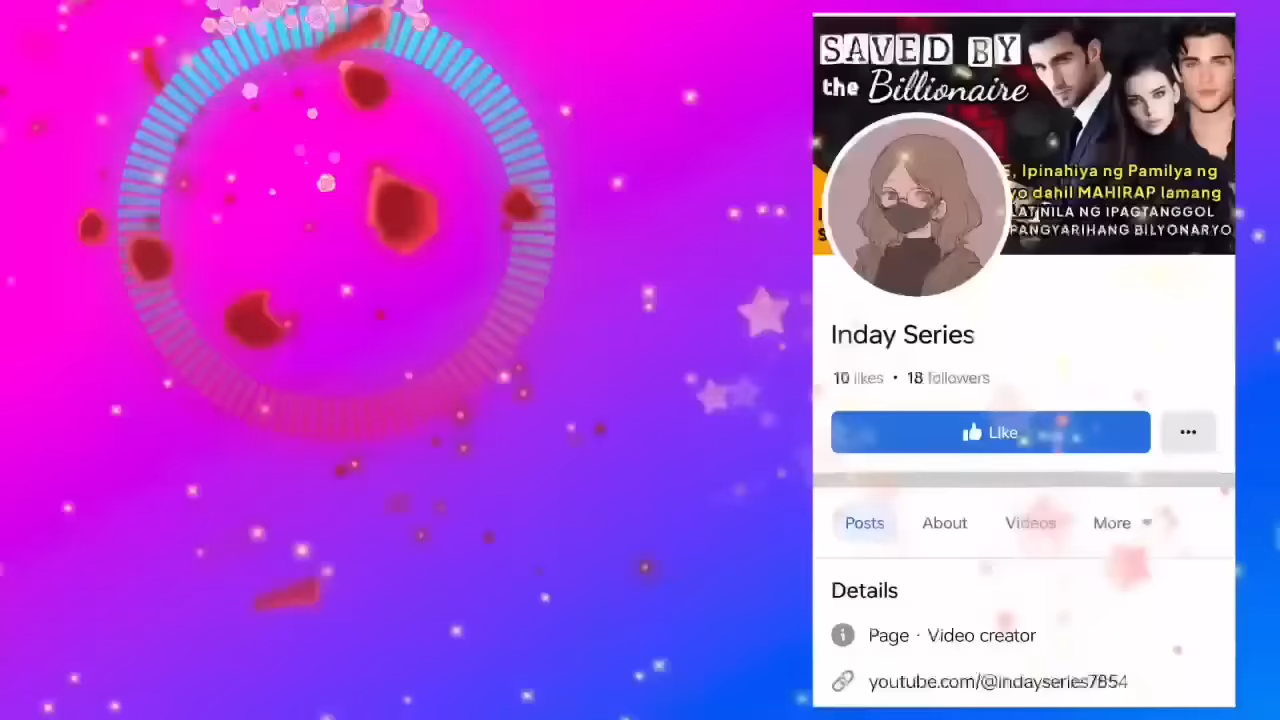 SAVED BY
the Billionaire
, Ipinahiya ng Pamilya ng
dahil MAHIRAP lamang
NILA NG IPAGTANGGOL
PANGYARIHANG BILYONARYO
Inday Series
10 likes • 18 followers
Like
Posts About Videos More
Details
Page · Video creator
youtube.com/@indayseries7854